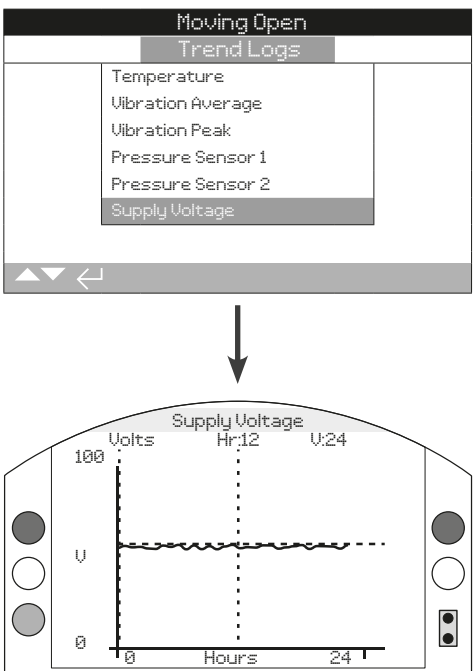 Moving Open
Trend Logs
Temperature
Vibration Average
Vibration Peak
Pressure Sensor 1
Pressure Sensor 2
Supply Voltage
Supply Voltage
Volts Hr:12 V:24
100
V
0
0 Hours 24